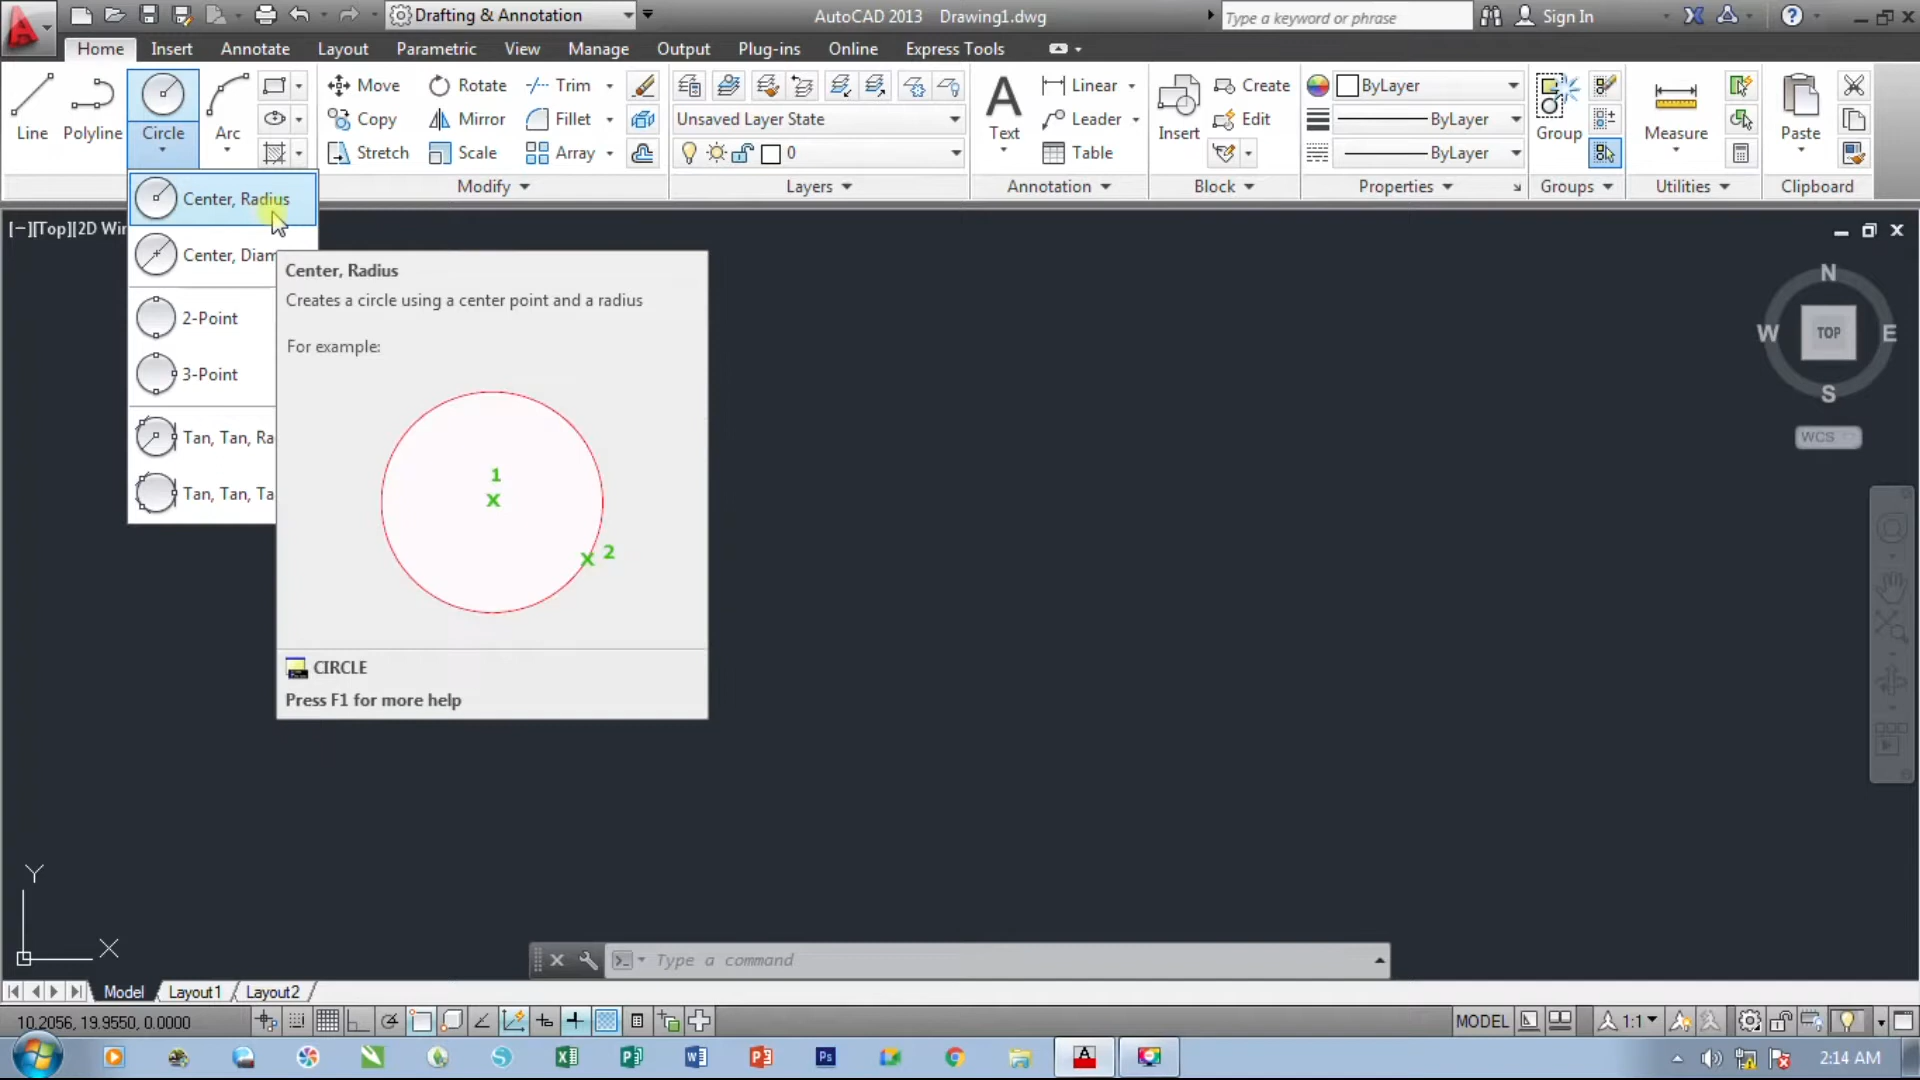 Drafting & Annotation
AutoCAD 2013 Drawing1.dwg
Type a keyword or phrase
Sign In
Home Insert Annotate Layout Parametric View Manage Output Plug-ins Online Express Tools
Line Polyline Circle Arc
Move Rotate Trim
Copy Mirror Fillet
Stretch Scale Array
Modify
Unsaved Layer State
0
Layers
Text
Linear
Leader
Table
Annotation
Insert
Create
Edit
Block
ByLayer
ByLayer
ByLayer
Properties
Group
Groups
Measure
Utilities
Paste
Clipboard
Center, Radius
Center, Diam
2-Point
3-Point
Tan, Tan, Ra
Tan, Tan, Ta
[−][Top][2D Wir
Center, Radius
Creates a circle using a center point and a radius
For example:
1
X
X 2
CIRCLE
Press F1 for more help
N
W TOP E
S
WCS
Y
X
Type a command
Model Layout1 Layout2
10.2056, 19.9550, 0.0000
MODEL
1:1
2:14 AM